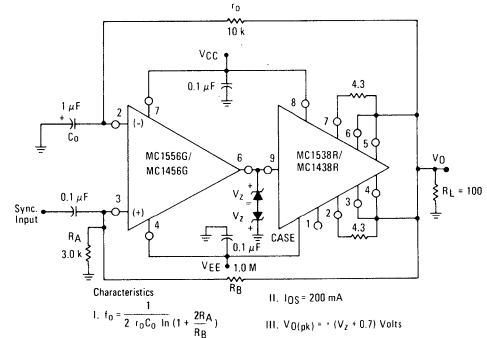 r₀
10 k
VCC
0.1 µF
1 µF
+
C₀
2
(-)
7
MC1556G/
MC1456G
6
9
8
MC1538R/
MC1438R
4.3
7
6
5
V₀
RL = 100
Sync.
Input
0.1 µF
3
(+)
4
+
Vz
Vz
+
CASE
1
2
3
4
4.3
RA
3.0 k
0.1 µF
VEE
1.0 M
RB
Characteristics
I. f₀ = 1 / 2 r₀C₀ ln (1 + 2RA / RB)
II. IOS = 200 mA
III. V₀(pk) = + (Vz + 0.7) Volts